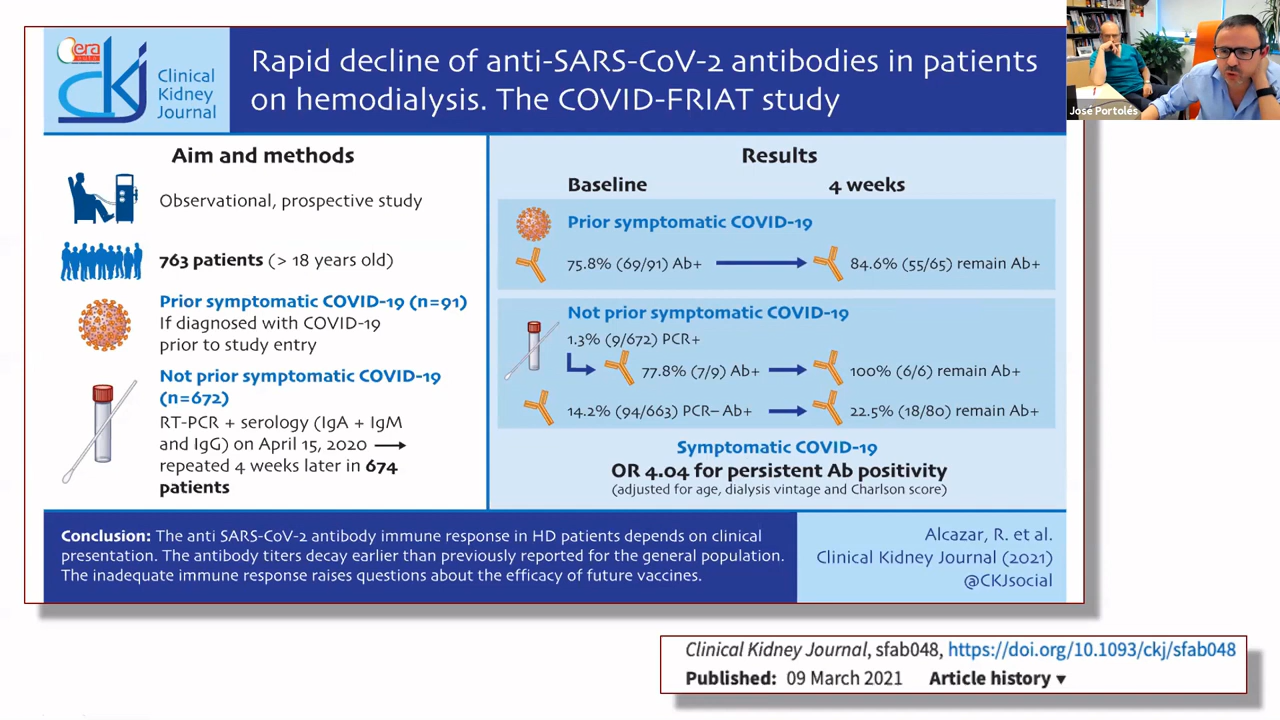 era
ckj
Clinical
Kidney
Journal
Rapid decline of anti-SARS-CoV-2 antibodies in patients
on hemodialysis. The COVID-FRIAT study
José Portolés
Aim and methods
Observational, prospective study
763 patients (> 18 years old)
Prior symptomatic COVID-19 (n=91)
If diagnosed with COVID-19
prior to study entry
Not prior symptomatic COVID-19
(n=672)
RT-PCR + serology (IgA + IgM
and IgG) on April 15, 2020 →
repeated 4 weeks later in 674
patients
Results
Baseline 4 weeks
Prior symptomatic COVID-19
75.8% (69/91) Ab+ 84.6% (55/65) remain Ab+
Not prior symptomatic COVID-19
1.3% (9/672) PCR+
77.8% (7/9) Ab+ 100% (6/6) remain Ab+
14.2% (94/663) PCR– Ab+ 22.5% (18/80) remain Ab+
Symptomatic COVID-19
OR 4.04 for persistent Ab positivity
(adjusted for age, dialysis vintage and Charlson score)
Conclusion: The anti SARS-CoV-2 antibody immune response in HD patients depends on clinical
presentation. The antibody titers decay earlier than previously reported for the general population.
The inadequate immune response raises questions about the efficacy of future vaccines.
Alcazar, R. et al.
Clinical Kidney Journal (2021)
@CKJsocial
Clinical Kidney Journal, sfab048, https://doi.org/10.1093/ckj/sfab048
Published: 09 March 2021 Article history ▾